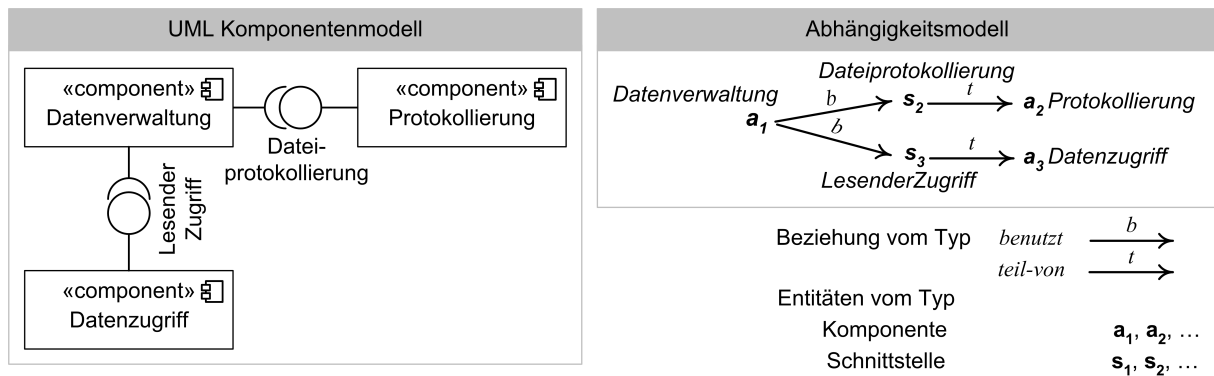 UML Komponentenmodell
«component»
Datenverwaltung
«component»
Protokollierung
Datei-
protokollierung
Lesender
Zugriff
«component»
Datenzugriff
Abhängigkeitsmodell
Dateiprotokollierung
Datenverwaltung
a1
b
s2
t
a2 Protokollierung
b
s3
t
a3 Datenzugriff
LesenderZugriff
Beziehung vom Typ benutzt b
teil-von t
Entitäten vom Typ
Komponente a1, a2, …
Schnittstelle s1, s2, …